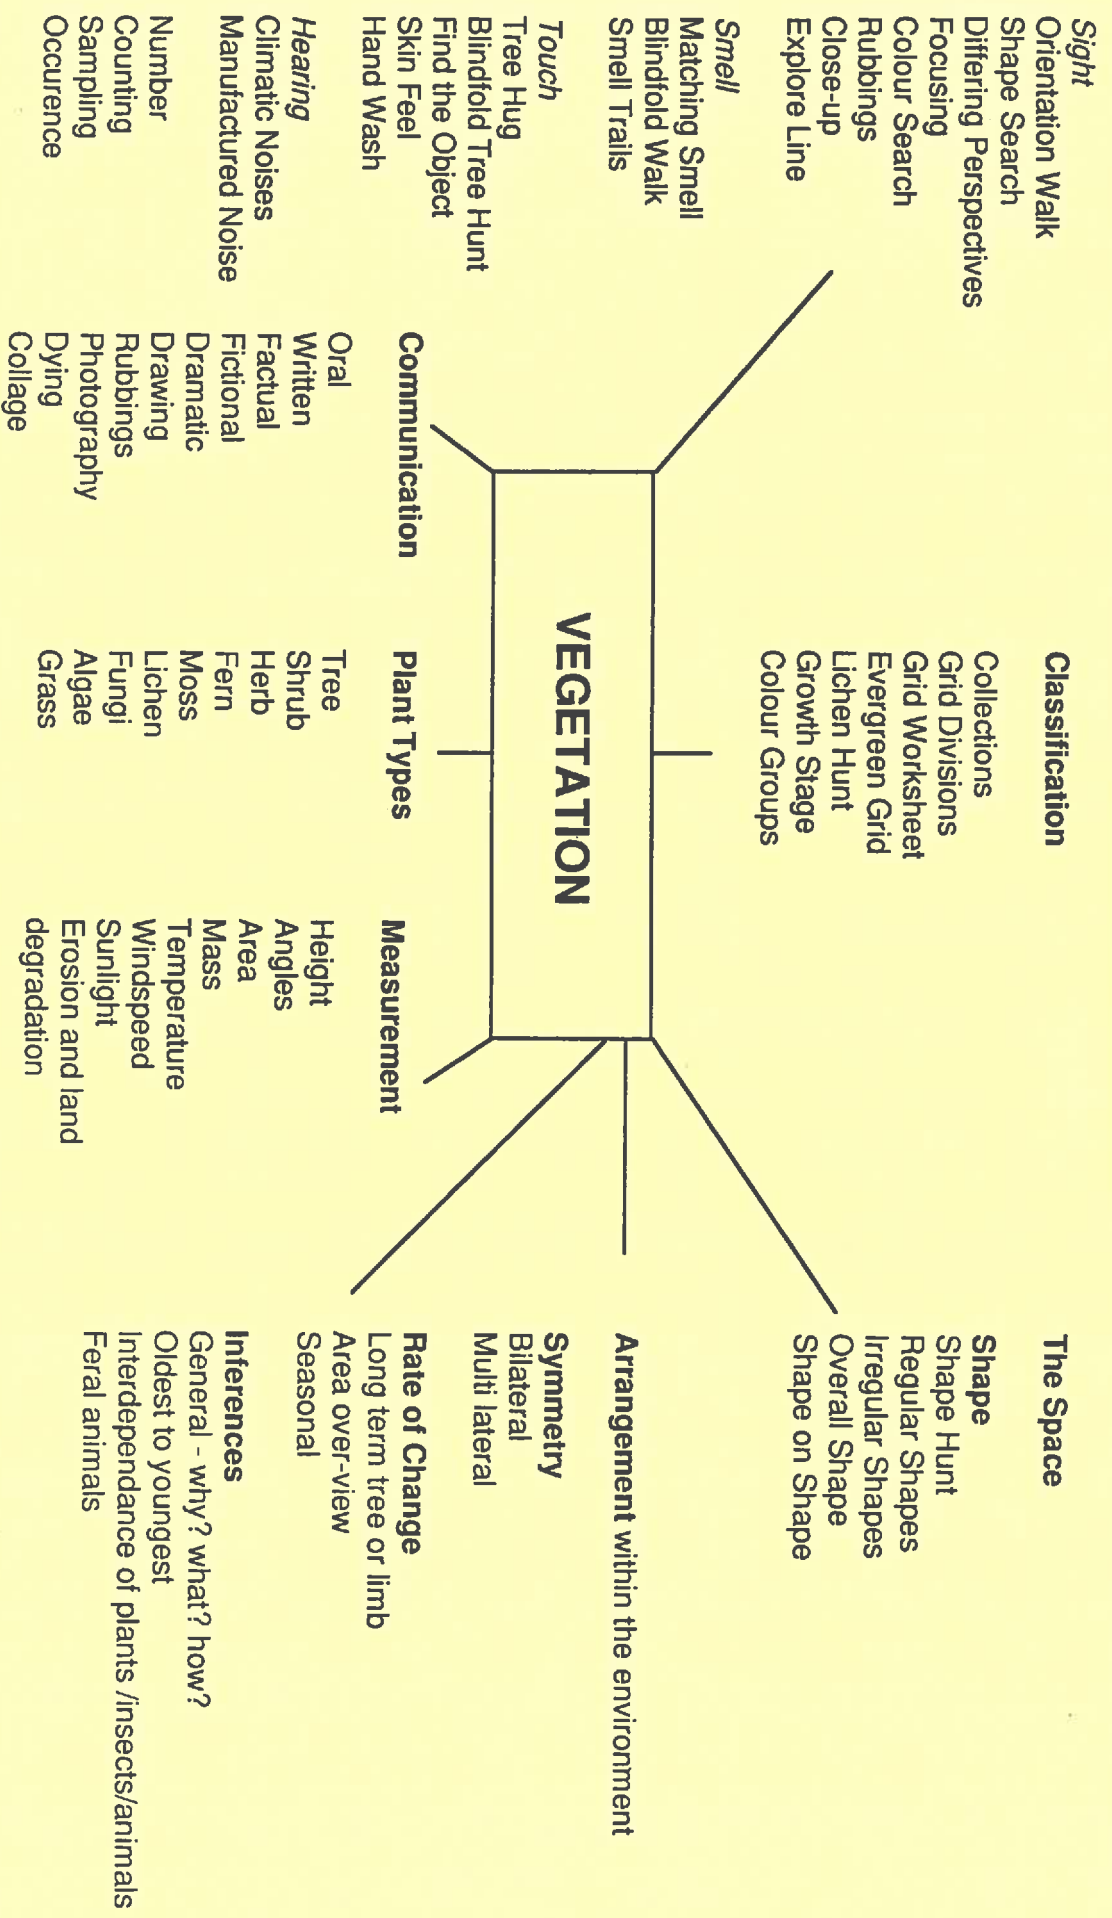 Sight
Orientation Walk
Shape Search
Differing Perspectives
Focusing
Colour Search
Rubbings
Close-up
Explore Line
Smell
Matching Smell
Blindfold Walk
Smell Trails
Touch
Tree Hug
Blindfold Tree Hunt
Find the Object
Skin Feel
Hand Wash
Hearing
Climatic Noises
Manufactured Noise
Number
Counting
Sampling
Occurence
Classification
Collections
Grid Divisions
Grid Worksheet
Evergreen Grid
Lichen Hunt
Growth Stage
Colour Groups
VEGETATION
Communication
Oral
Written
Factual
Fictional
Dramatic
Drawing
Rubbings
Photography
Dying
Collage
Plant Types
Tree
Shrub
Herb
Fern
Moss
Lichen
Fungi
Algae
Grass
Measurement
Height
Angles
Area
Mass
Temperature
Windspeed
Sunlight
Erosion and land
degradation
The Space
Shape
Shape Hunt
Regular Shapes
Irregular Shapes
Overall Shape
Shape on Shape
Arrangement within the environment
Symmetry
Bilateral
Multi lateral
Rate of Change
Long term tree or limb
Area over-view
Seasonal
Inferences
General - why? what? how?
Oldest to youngest
Interdependance of plants /insects/animals
Feral animals